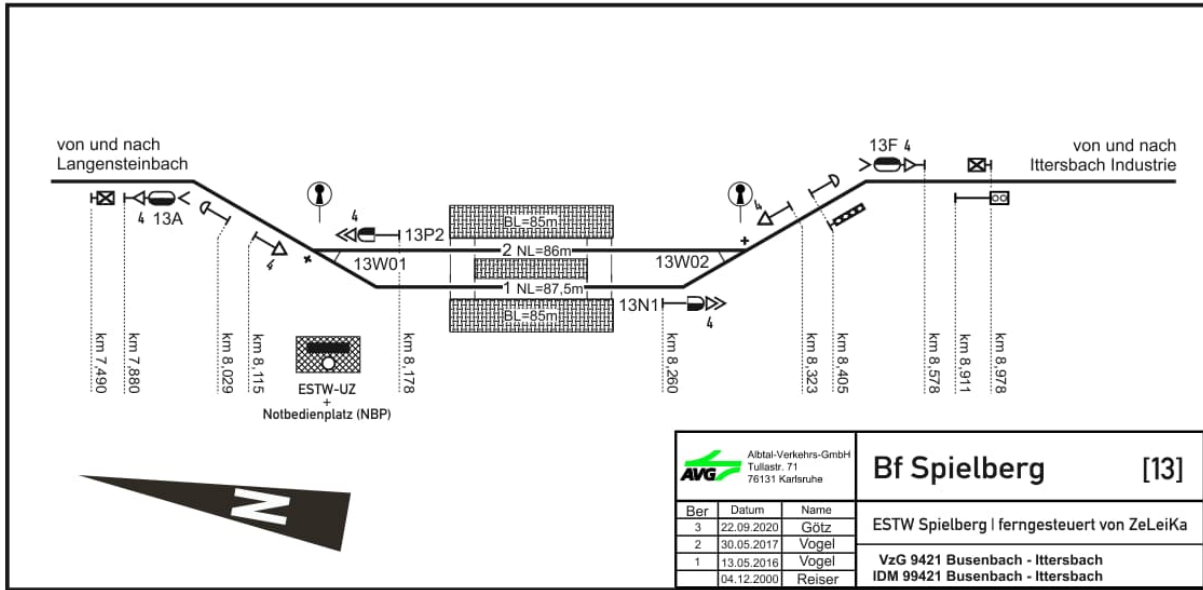 von und nach
Langensteinbach
4 13A
4
4
13P2
13W01
BL=85m
2 NL=86m
1 NL=87,5m
BL=85m
13N1
4
13W02
4
13F 4
von und nach
Ittersbach Industrie
km 7,490
km 7,880
km 8,029
km 8,115
km 8,178
km 8,260
km 8,323
km 8,405
km 8,578
km 8,911
km 8,978
ESTW-UZ
+
Notbedienplatz (NBP)
N
AVG
Albtal-Verkehrs-GmbH
Tullastr. 71
76131 Karlsruhe
Bf Spielberg [13]
Ber Datum Name
3 22.09.2020 Götz
2 30.05.2017 Vogel
1 13.05.2016 Vogel
04.12.2000 Reiser
ESTW Spielberg | ferngesteuert von ZeLeiKa
VzG 9421 Busenbach - Ittersbach
IDM 99421 Busenbach - Ittersbach